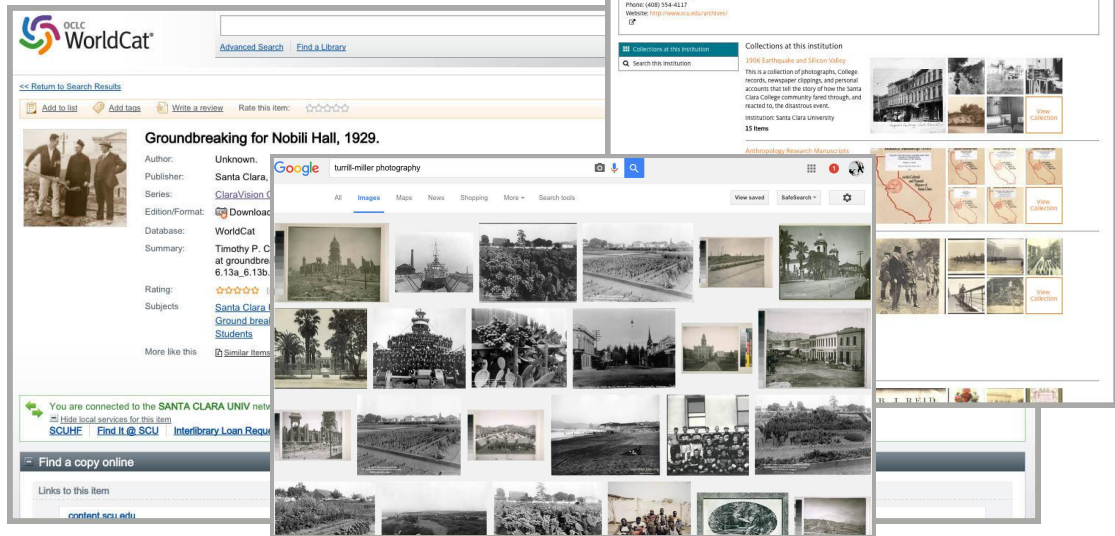 OCLC
WorldCat®
Advanced Search Find a Library
<< Return to Search Results
Add to list Add tags Write a review Rate this item:
Groundbreaking for Nobili Hall, 1929.
Author: Unknown.
Publisher: Santa Clara,
Series: ClaraVision
Edition/Format: Downloa
Database: WorldCat
Summary: Timothy P. C
at groundbre
6.13a_6.13b.
Rating:
Subjects Santa Clara
Ground brea
Students
More like this Similar Items
You are connected to the SANTA CLARA UNIV netw
Hide local services for this item
SCUHF Find It @ SCU Interlibrary Loan Reque
Find a copy online
Links to this item
content.scu.edu
Google turrill-miller photography
1
All Images Maps News Shopping More Search tools View saved SafeSearch
Phone: (408) 554-4117
Website: http://www.scu.edu/archives/
Collections at this institution
Search this institution
Collections at this institution
1906 Earthquake and Silicon Valley
This is a collection of photographs, College
records, newspaper clippings, and personal
accounts that tell the story of how the Santa
Clara College community fared through, and
reacted to, the disastrous event.
Institution: Santa Clara University
15 Items
View
Collection
Anthropology Research Manuscripts
View
Collection
View
Collection